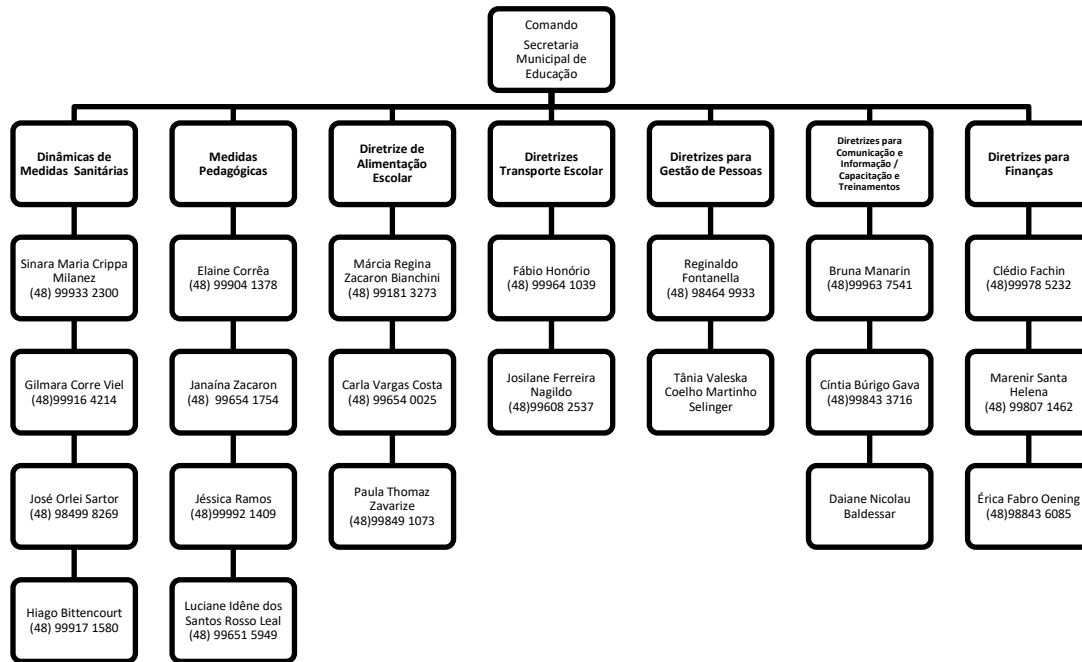 Comando
Secretaria
Municipal de
Educação
Dinâmicas de
Medidas Sanitárias
Medidas
Pedagógicas
Diretrize de
Alimentação
Escolar
Diretrizes
Transporte Escolar
Diretrizes para
Gestão de Pessoas
Diretrizes para
Comunicação e
Informação /
Capacitação e
Treinamentos
Diretrizes para
Finanças
Sinara Maria Crippa
Milanez
(48) 99933 2300
Elaine Corrêa
(48) 99904 1378
Márcia Regina
Zacaron Bianchini
(48) 99181 3273
Fábio Honório
(48) 99964 1039
Reginaldo
Fontanella
(48) 98464 9933
Bruna Manarin
(48)99963 7541
Clédio Fachin
(48)99978 5232
Gilmara Corre Viel
(48)99916 4214
Janaína Zacaron
(48) 99654 1754
Carla Vargas Costa
(48) 99654 0025
Josilane Ferreira
Nagildo
(48)99608 2537
Tânia Valeska
Coelho Martinho
Selinger
Cíntia Búrigo Gava
(48)99843 3716
Marenir Santa
Helena
(48) 99807 1462
José Orlei Sartor
(48) 98499 8269
Jéssica Ramos
(48)99992 1409
Paula Thomaz
Zavarize
(48)99849 1073
Daiane Nicolau
Baldessar
Érica Fabro Oening
(48)98843 6085
Hiago Bittencourt
(48) 99917 1580
Luciane Idêne dos
Santos Rosso Leal
(48) 99651 5949